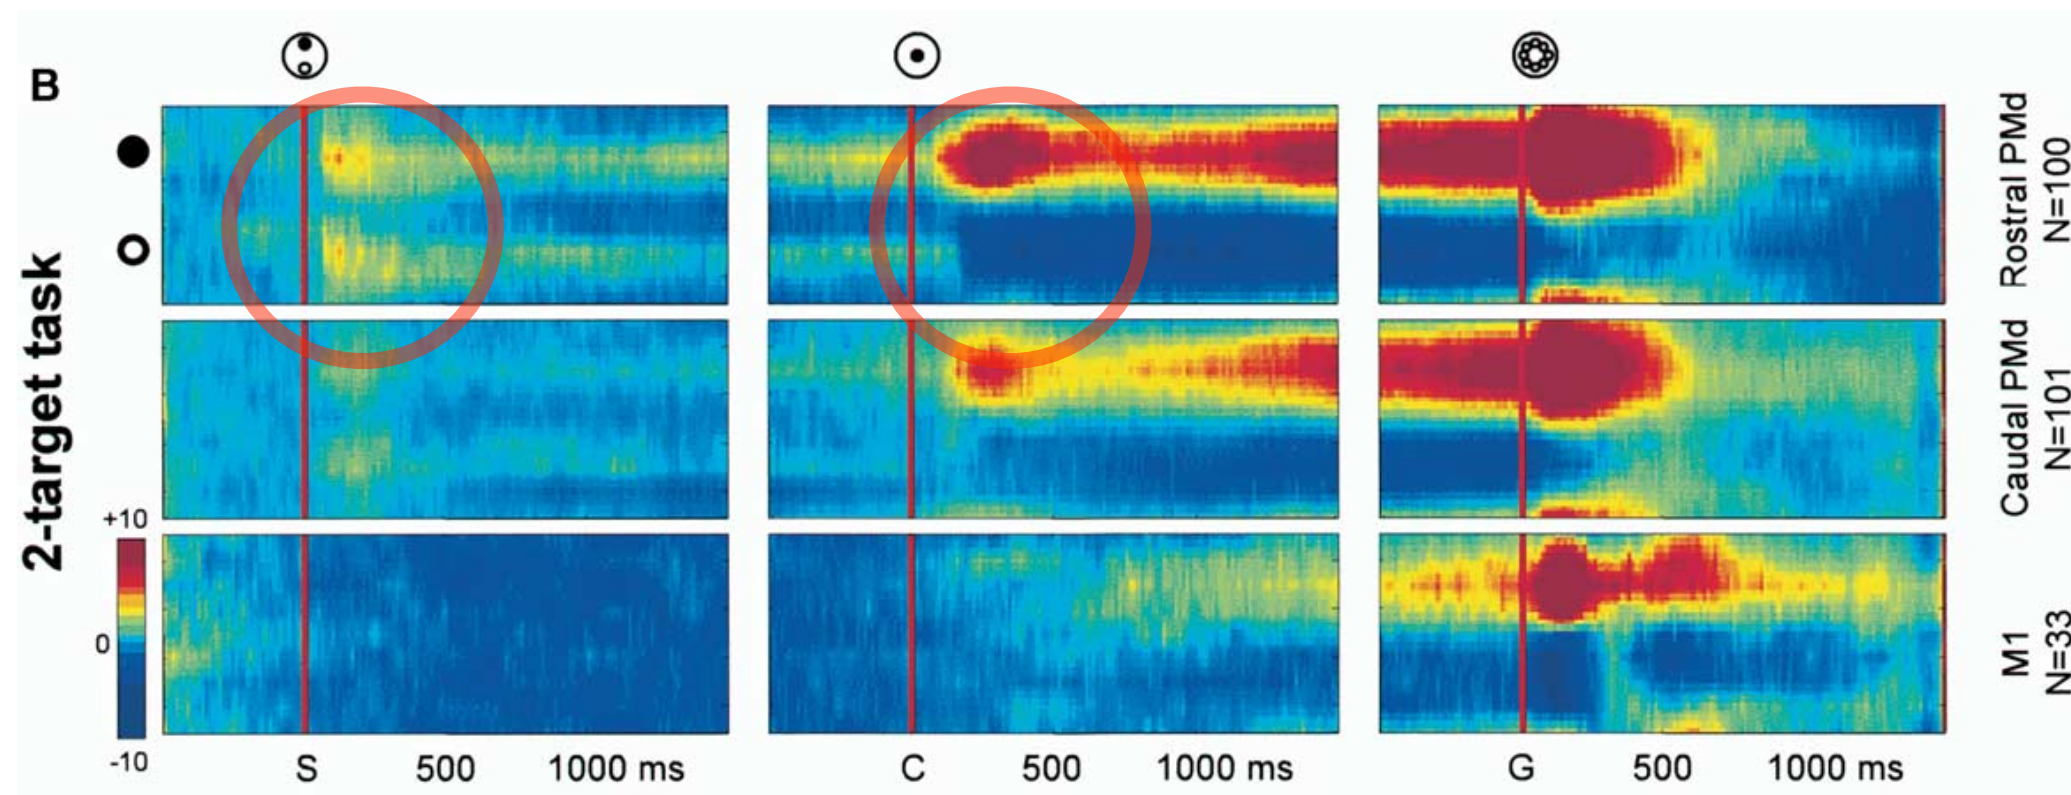 B
2-target task
Rostral PMd
N=100
Caudal PMd
N=101
M1
N=33
+10
0
-10
S 500 1000 ms
C 500 1000 ms
G 500 1000 ms